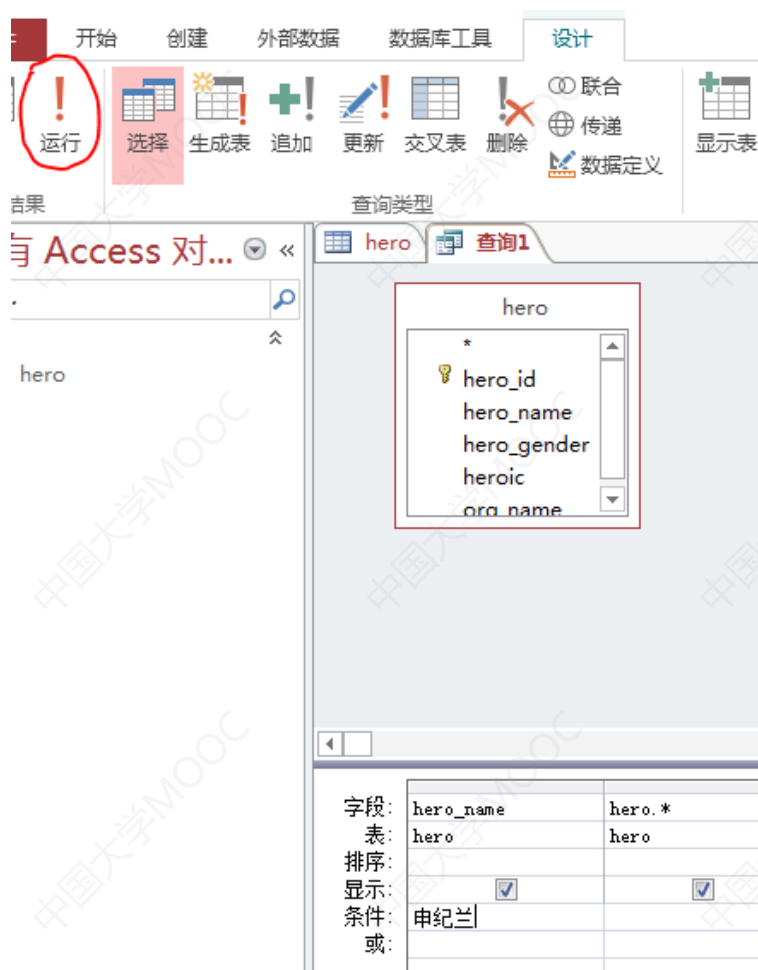 开始 创建 外部数据 数据库工具 设计
运行 选择 生成表 追加 更新 交叉表 删除 联合 传递 数据定义 显示表
结果 查询类型
有 Access 对... «
hero 查询1
hero
hero
*
hero_id
hero_name
hero_gender
heroic
org_name
字段: hero_name hero.*
表: hero hero
排序:
显示:
条件: 申纪兰
或:
中国大学MOOC